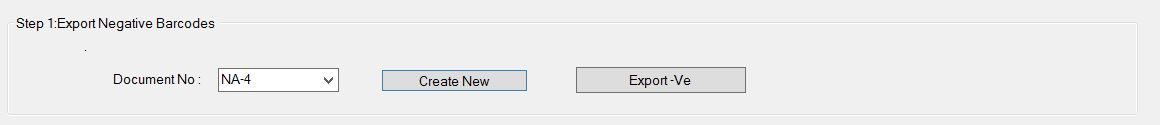 Step 1:Export Negative Barcodes
.
Document No : NA-4 Create New Export -Ve